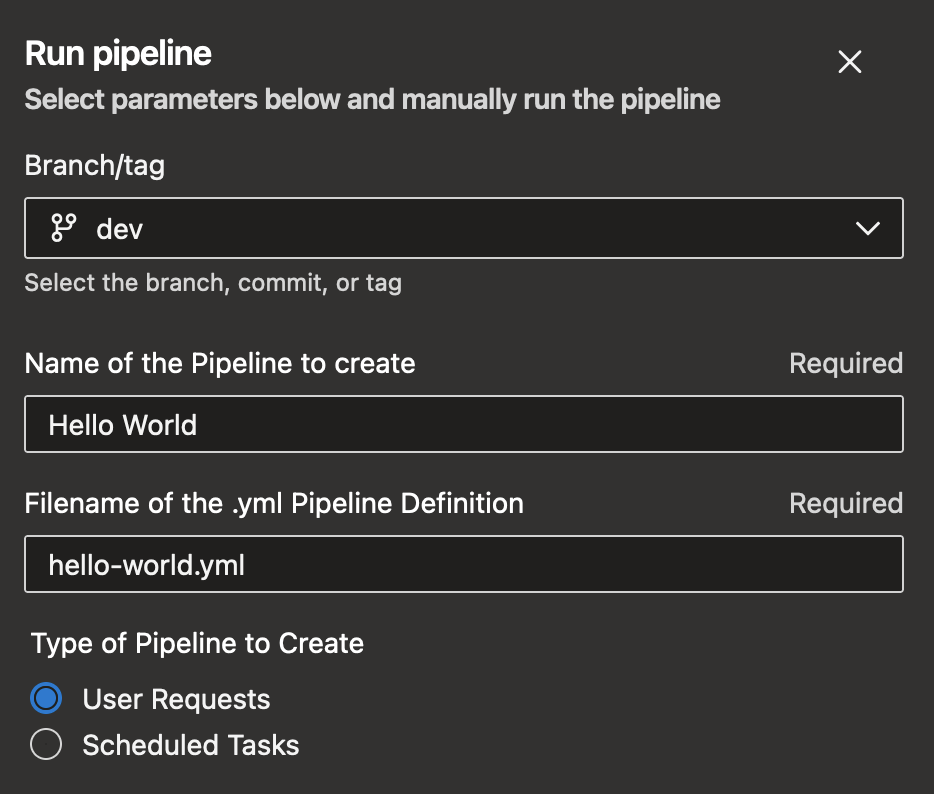 Run pipeline
Select parameters below and manually run the pipeline
Branch/tag
dev
Select the branch, commit, or tag
Name of the Pipeline to create Required
Hello World
Filename of the .yml Pipeline Definition Required
hello-world.yml
Type of Pipeline to Create
User Requests
Scheduled Tasks